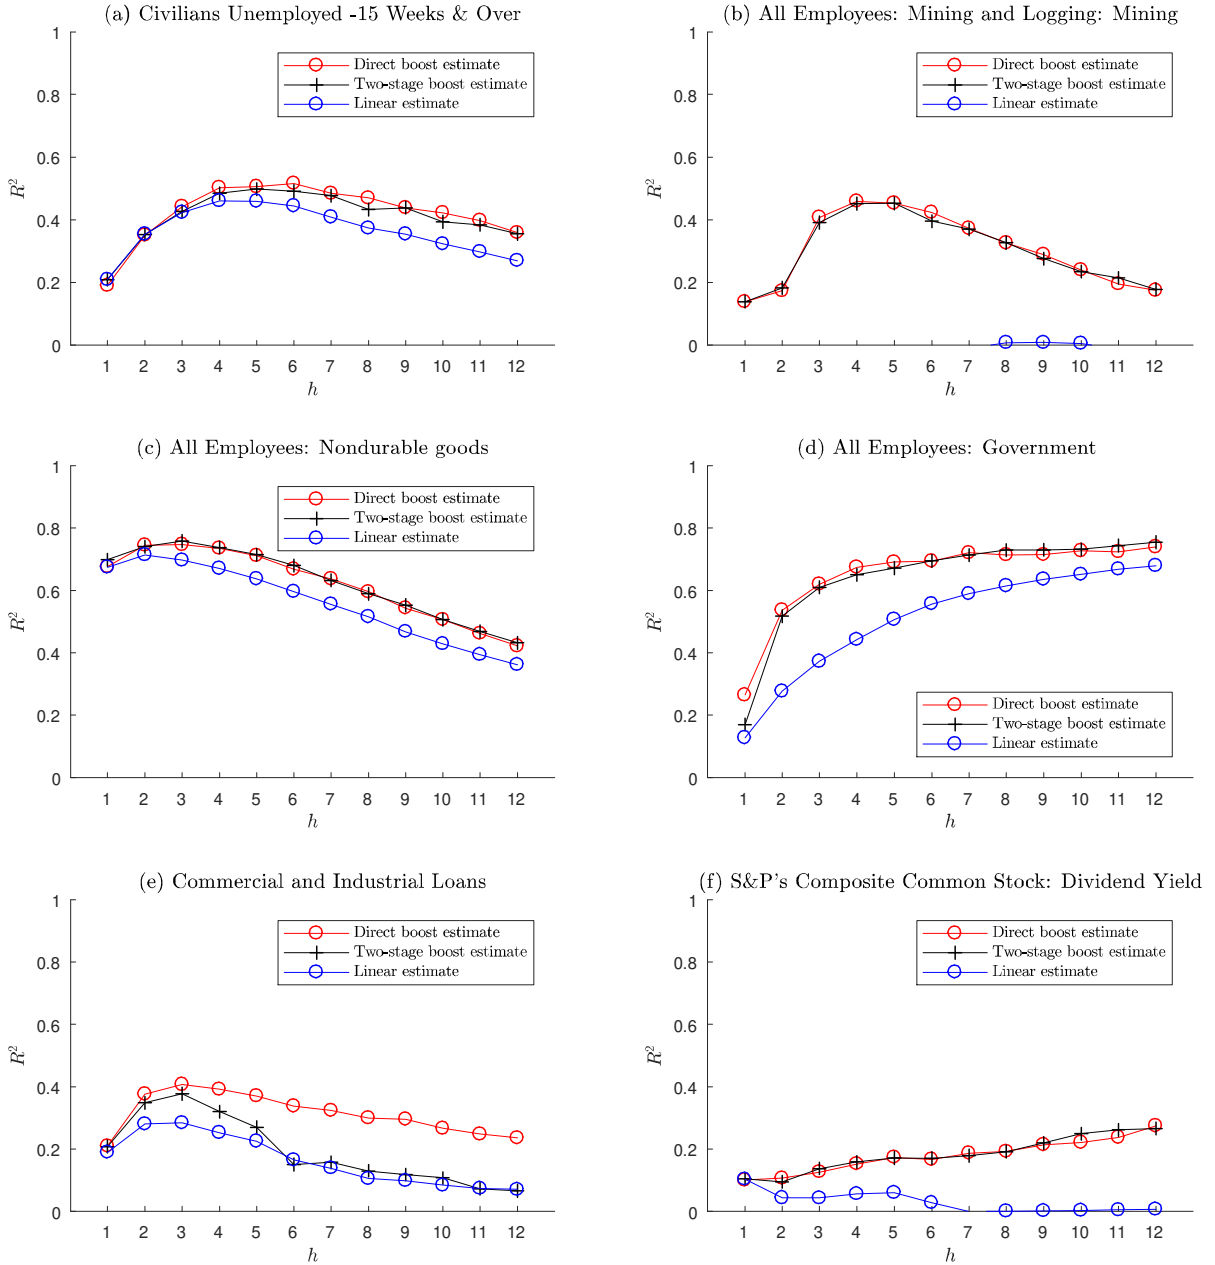 (a) Civilians Unemployed -15 Weeks & Over
1
0.8
0.6
0.4
0.2
0
R²
Direct boost estimate
Two-stage boost estimate
Linear estimate
1 2 3 4 5 6 7 8 9 10 11 12
h
(b) All Employees: Mining and Logging: Mining
1
0.8
0.6
0.4
0.2
0
R²
Direct boost estimate
Two-stage boost estimate
Linear estimate
1 2 3 4 5 6 7 8 9 10 11 12
h
(c) All Employees: Nondurable goods
1
0.8
0.6
0.4
0.2
0
R²
Direct boost estimate
Two-stage boost estimate
Linear estimate
1 2 3 4 5 6 7 8 9 10 11 12
h
(d) All Employees: Government
1
0.8
0.6
0.4
0.2
0
R²
Direct boost estimate
Two-stage boost estimate
Linear estimate
1 2 3 4 5 6 7 8 9 10 11 12
h
(e) Commercial and Industrial Loans
1
0.8
0.6
0.4
0.2
0
R²
Direct boost estimate
Two-stage boost estimate
Linear estimate
1 2 3 4 5 6 7 8 9 10 11 12
h
(f) S&P's Composite Common Stock: Dividend Yield
1
0.8
0.6
0.4
0.2
0
R²
Direct boost estimate
Two-stage boost estimate
Linear estimate
1 2 3 4 5 6 7 8 9 10 11 12
h